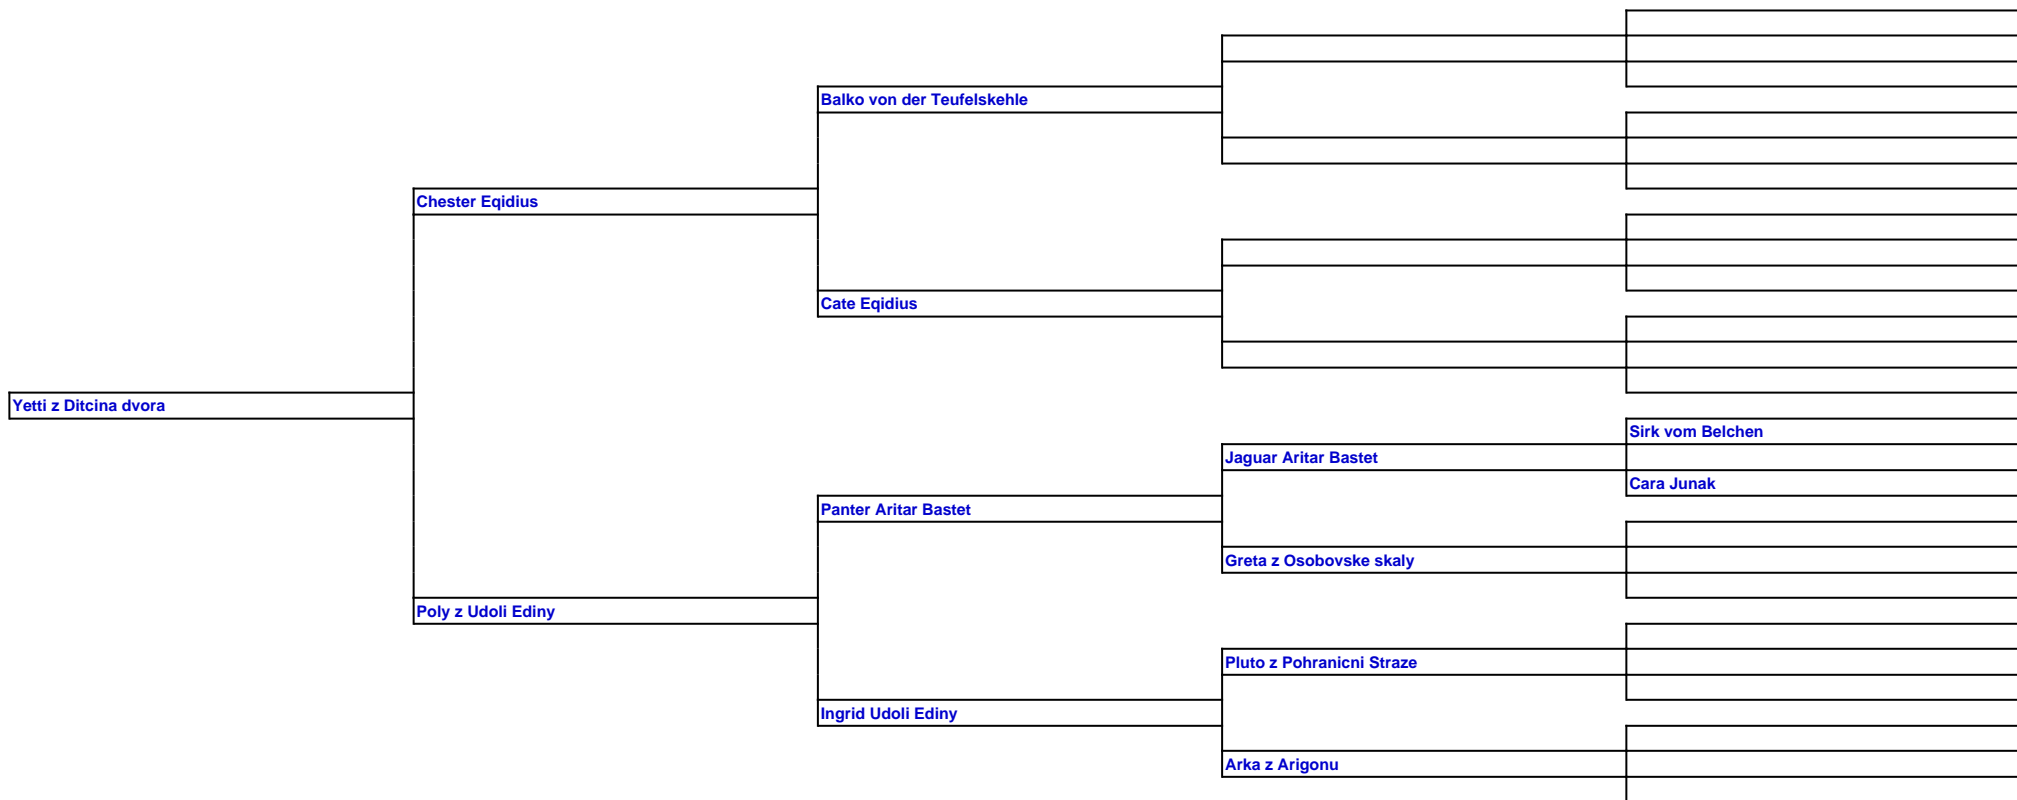 Balko von der Teufelskehle
Chester Eqidius
Cate Eqidius
Yetti z Ditcina dvora
Sirk vom Belchen
Jaguar Aritar Bastet
Cara Junak
Panter Aritar Bastet
Greta z Osobovske skaly
Poly z Udoli Ediny
Pluto z Pohranicni Straze
Ingrid Udoli Ediny
Arka z Arigonu